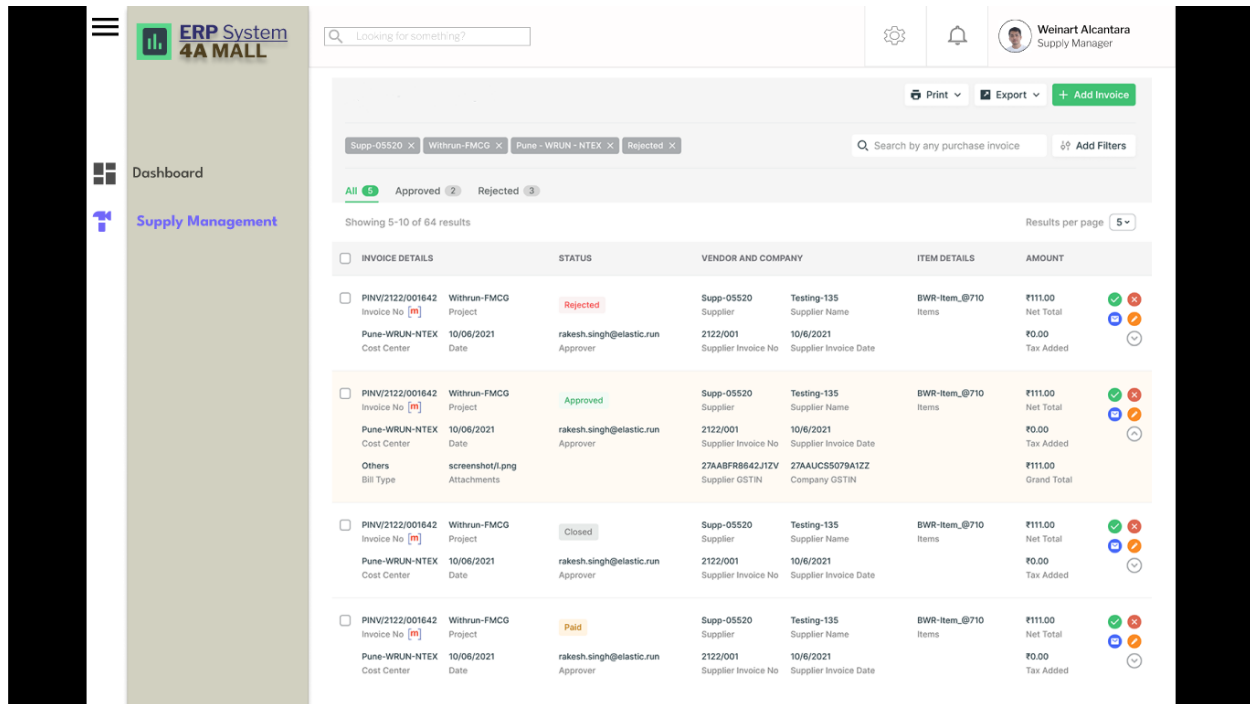 ERP System
4A MALL
Looking for something?
Weinart Alcantara
Supply Manager
Dashboard
Supply Management
Print
Export
+ Add Invoice
Supp-05520 × Withrun-FMCG × Pune - WRUN - NTEX × Rejected ×
Search by any purchase invoice
Add Filters
All 5 Approved 2 Rejected 3
Showing 5-10 of 64 results
Results per page 5
INVOICE DETAILS STATUS VENDOR AND COMPANY ITEM DETAILS AMOUNT
PINV/2122/001642 Withrun-FMCG Rejected Supp-05520 Testing-135 BWR-Item_@710 ₹111.00
Invoice No [m] Project Supplier Supplier Name Items Net Total
Pune-WRUN-NTEX 10/06/2021 rakesh.singh@elastic.run 2122/001 10/6/2021 ₹0.00
Cost Center Date Approver Supplier Invoice No Supplier Invoice Date Tax Added
PINV/2122/001642 Withrun-FMCG Approved Supp-05520 Testing-135 BWR-Item_@710 ₹111.00
Invoice No [m] Project Supplier Supplier Name Items Net Total
Pune-WRUN-NTEX 10/06/2021 rakesh.singh@elastic.run 2122/001 10/6/2021 ₹0.00
Cost Center Date Approver Supplier Invoice No Supplier Invoice Date Tax Added
Others screenshot/l.png 27AABFR8642J1ZV 27AAUCS5079A1ZZ ₹111.00
Bill Type Attachments Supplier GSTIN Company GSTIN Grand Total
PINV/2122/001642 Withrun-FMCG Closed Supp-05520 Testing-135 BWR-Item_@710 ₹111.00
Invoice No [m] Project Supplier Supplier Name Items Net Total
Pune-WRUN-NTEX 10/06/2021 rakesh.singh@elastic.run 2122/001 10/6/2021 ₹0.00
Cost Center Date Approver Supplier Invoice No Supplier Invoice Date Tax Added
PINV/2122/001642 Withrun-FMCG Paid Supp-05520 Testing-135 BWR-Item_@710 ₹111.00
Invoice No [m] Project Supplier Supplier Name Items Net Total
Pune-WRUN-NTEX 10/06/2021 rakesh.singh@elastic.run 2122/001 10/6/2021 ₹0.00
Cost Center Date Approver Supplier Invoice No Supplier Invoice Date Tax Added